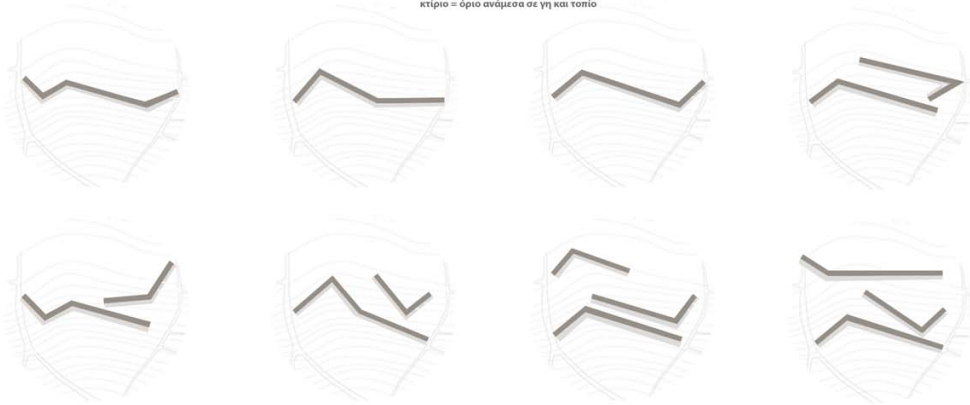 κτίριο = όριο ανάμεσα σε γη και τοπίο